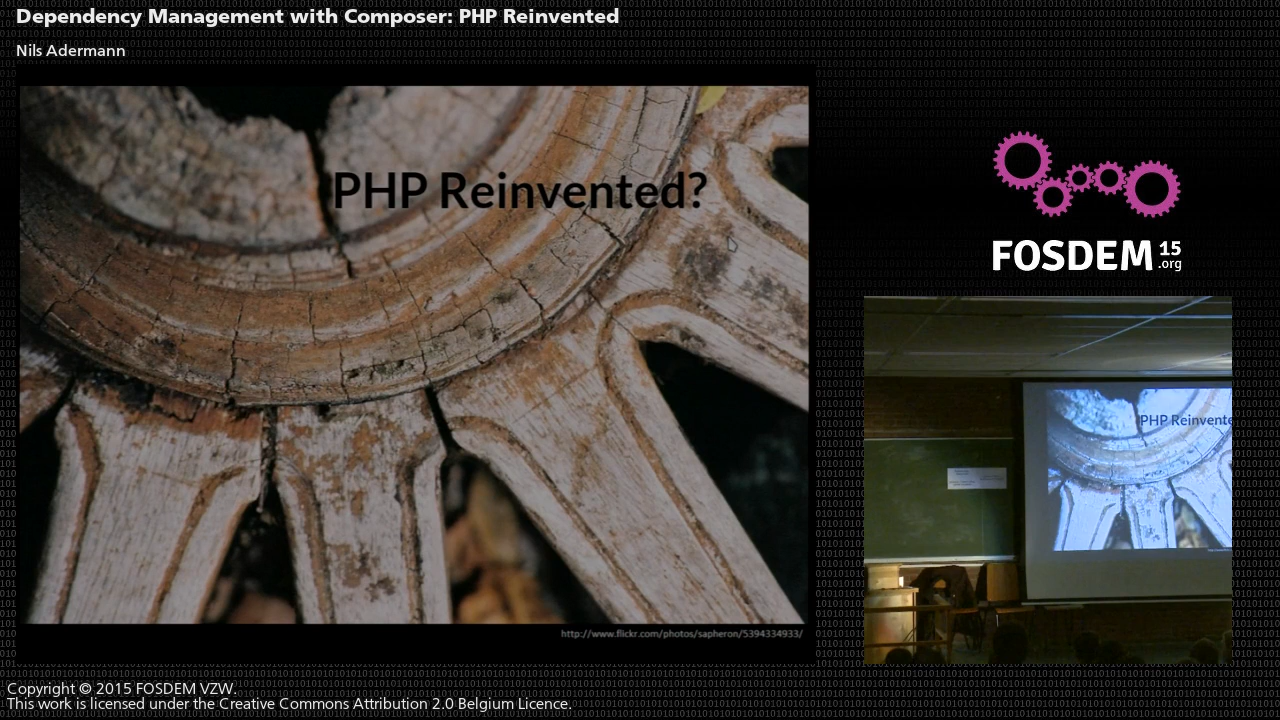 Dependency Management with Composer: PHP Reinvented
Nils Adermann
PHP Reinvented?
http://www.flickr.com/photos/sapheron/5394334933/
FOSDEM 15
.org
PHP Reinvente
Copyright © 2015 FOSDEM VZW.
This work is licensed under the Creative Commons Attribution 2.0 Belgium Licence.